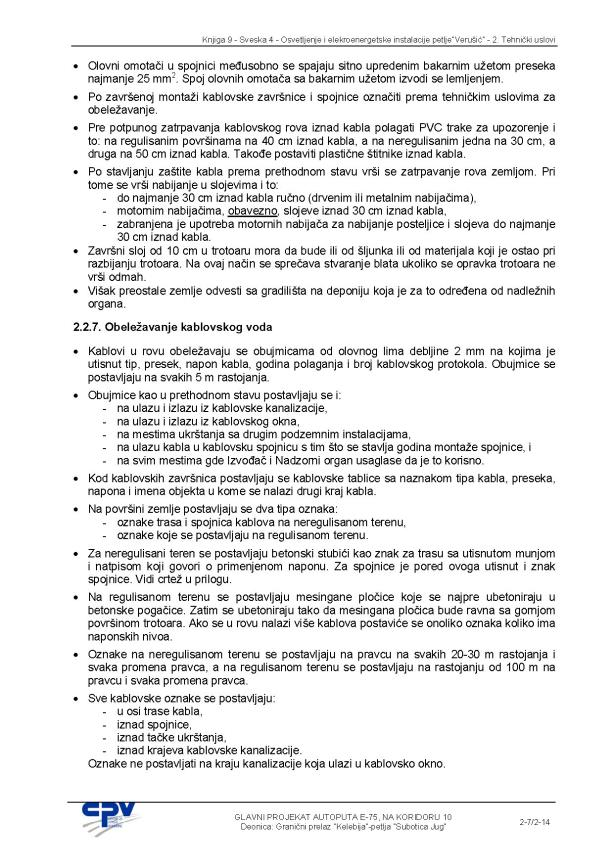 Knjiga 9 - Sveska 4 - Osvetljenje i elekroenergetske instalacije petlje"Verušić" - 2. Tehnički uslovi
• Olovni omotači u spojnici međusobno se spajaju sitno upredenim bakarnim užetom preseka
najmanje 25 mm². Spoj olovnih omotača sa bakarnim užetom izvodi se lemljenjem.
• Po završenoj montaži kablovske završnice i spojnice označiti prema tehničkim uslovima za
obeležavanje.
• Pre potpunog zatrpavanja kablovskog rova iznad kabla polagati PVC trake za upozorenje i
to: na regulisanim površinama na 40 cm iznad kabla, a na neregulisanim jedna na 30 cm, a
druga na 50 cm iznad kabla. Takođe postaviti plastične štitnike iznad kabla.
• Po stavljanju zaštite kabla prema prethodnom stavu vrši se zatrpavanje rova zemljom. Pri
tome se vrši nabijanje u slojevima i to:
- do najmanje 30 cm iznad kabla ručno (drvenim ili metalnim nabijačima),
- motornim nabijačima, obavezno, slojeve iznad 30 cm iznad kabla,
- zabranjena je upotreba motornih nabijača za nabijanje posteljice i slojeva do najmanje
30 cm iznad kabla.
• Završni sloj od 10 cm u trotoaru mora da bude ili od šljunka ili od materijala koji je ostao pri
razbijanju trotoara. Na ovaj način se sprečava stvaranje blata ukoliko se opravka trotoara ne
vrši odmah.
• Višak preostale zemlje odvesti sa gradilišta na deponiju koja je za to određena od nadležnih
organa.
2.2.7. Obeležavanje kablovskog voda
• Kablovi u rovu obeležavaju se obujmicama od olovnog lima debljine 2 mm na kojima je
utisnut tip, presek, napon kabla, godina polaganja i broj kablovskog protokola. Obujmice se
postavljaju na svakih 5 m rastojanja.
• Obujmice kao u prethodnom stavu postavljaju se i:
- na ulazu i izlazu iz kablovske kanalizacije,
- na ulazu i izlazu iz kablovskog okna,
- na mestima ukrštanja sa drugim podzemnim instalacijama,
- na ulazu kabla u kablovsku spojnicu s tim što se stavlja godina montaže spojnice, i
- na svim mestima gde Izvođač i Nadzorni organ usaglase da je to korisno.
• Kod kablovskih završnica postavljaju se kablovske tablice sa naznakom tipa kabla, preseka,
napona i imena objekta u kome se nalazi drugi kraj kabla.
• Na površini zemlje postavljaju se dva tipa oznaka:
- oznake trasa i spojnica kablova na neregulisanom terenu,
- oznake koje se postavljaju na regulisanom terenu.
• Za neregulisani teren se postavljaju betonski stubići kao znak za trasu sa utisnutom munjom
i natpisom koji govori o primenjenom naponu. Za spojnice je pored ovoga utisnut i znak
spojnice. Vidi crtež u prilogu.
• Na regulisanom terenu se postavljaju mesingane pločice koje se najpre ubetoniraju u
betonske pogačice. Zatim se ubetoniraju tako da mesingana pločica bude ravna sa gornjom
površinom trotoara. Ako se u rovu nalazi više kablova postaviće se onoliko oznaka koliko ima
naponskih nivoa.
• Oznake na neregulisanom terenu se postavljaju na pravcu na svakih 20-30 m rastojanja i
svaka promena pravca, a na regulisanom terenu se postavljaju na rastojanju od 100 m na
pravcu i svaka promena pravca.
• Sve kablovske oznake se postavljaju:
- u osi trase kabla,
- iznad spojnice,
- iznad tačke ukrštanja,
- iznad krajeva kablovske kanalizacije.
Oznake ne postavljati na kraju kanalizacije koja ulazi u kablovsko okno.
CPV
GLAVNI PROJEKAT AUTOPUTA E-75, NA KORIDORU 10
Deonica: Granični prelaz "Kelebija"-petlja "Subotica Jug"
2-7/2-14